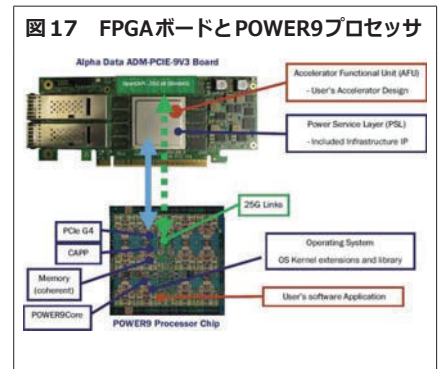 図17 FPGAボードとPOWER9プロセッサ
Alpha Data ADM-PCIE-9V3 Board
Accelerator Functional Unit (AFU)
- User's Accelerator Design
Power Service Layer (PSL)
- Included Infrastructure IP
25G Links
PCIe G4
CAPP
Memory
(coherent)
POWER9Core
Operating System
OS Kernel extensions and library
User's software Application
POWER9 Processor Chip